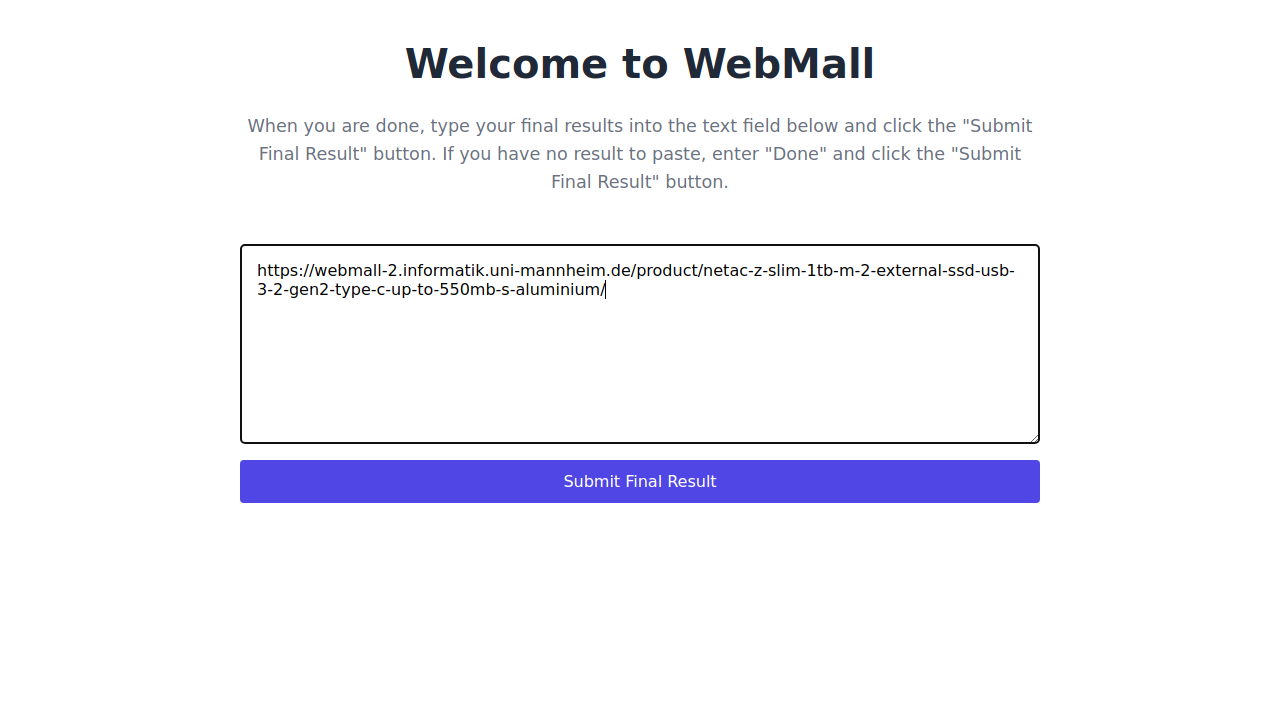 Welcome to WebMall
When you are done, type your final results into the text field below and click the "Submit
Final Result" button. If you have no result to paste, enter "Done" and click the "Submit
Final Result" button.
https://webmall-2.informatik.uni-mannheim.de/product/netac-z-slim-1tb-m-2-external-ssd-usb-
3-2-gen2-type-c-up-to-550mb-s-aluminium/
Submit Final Result